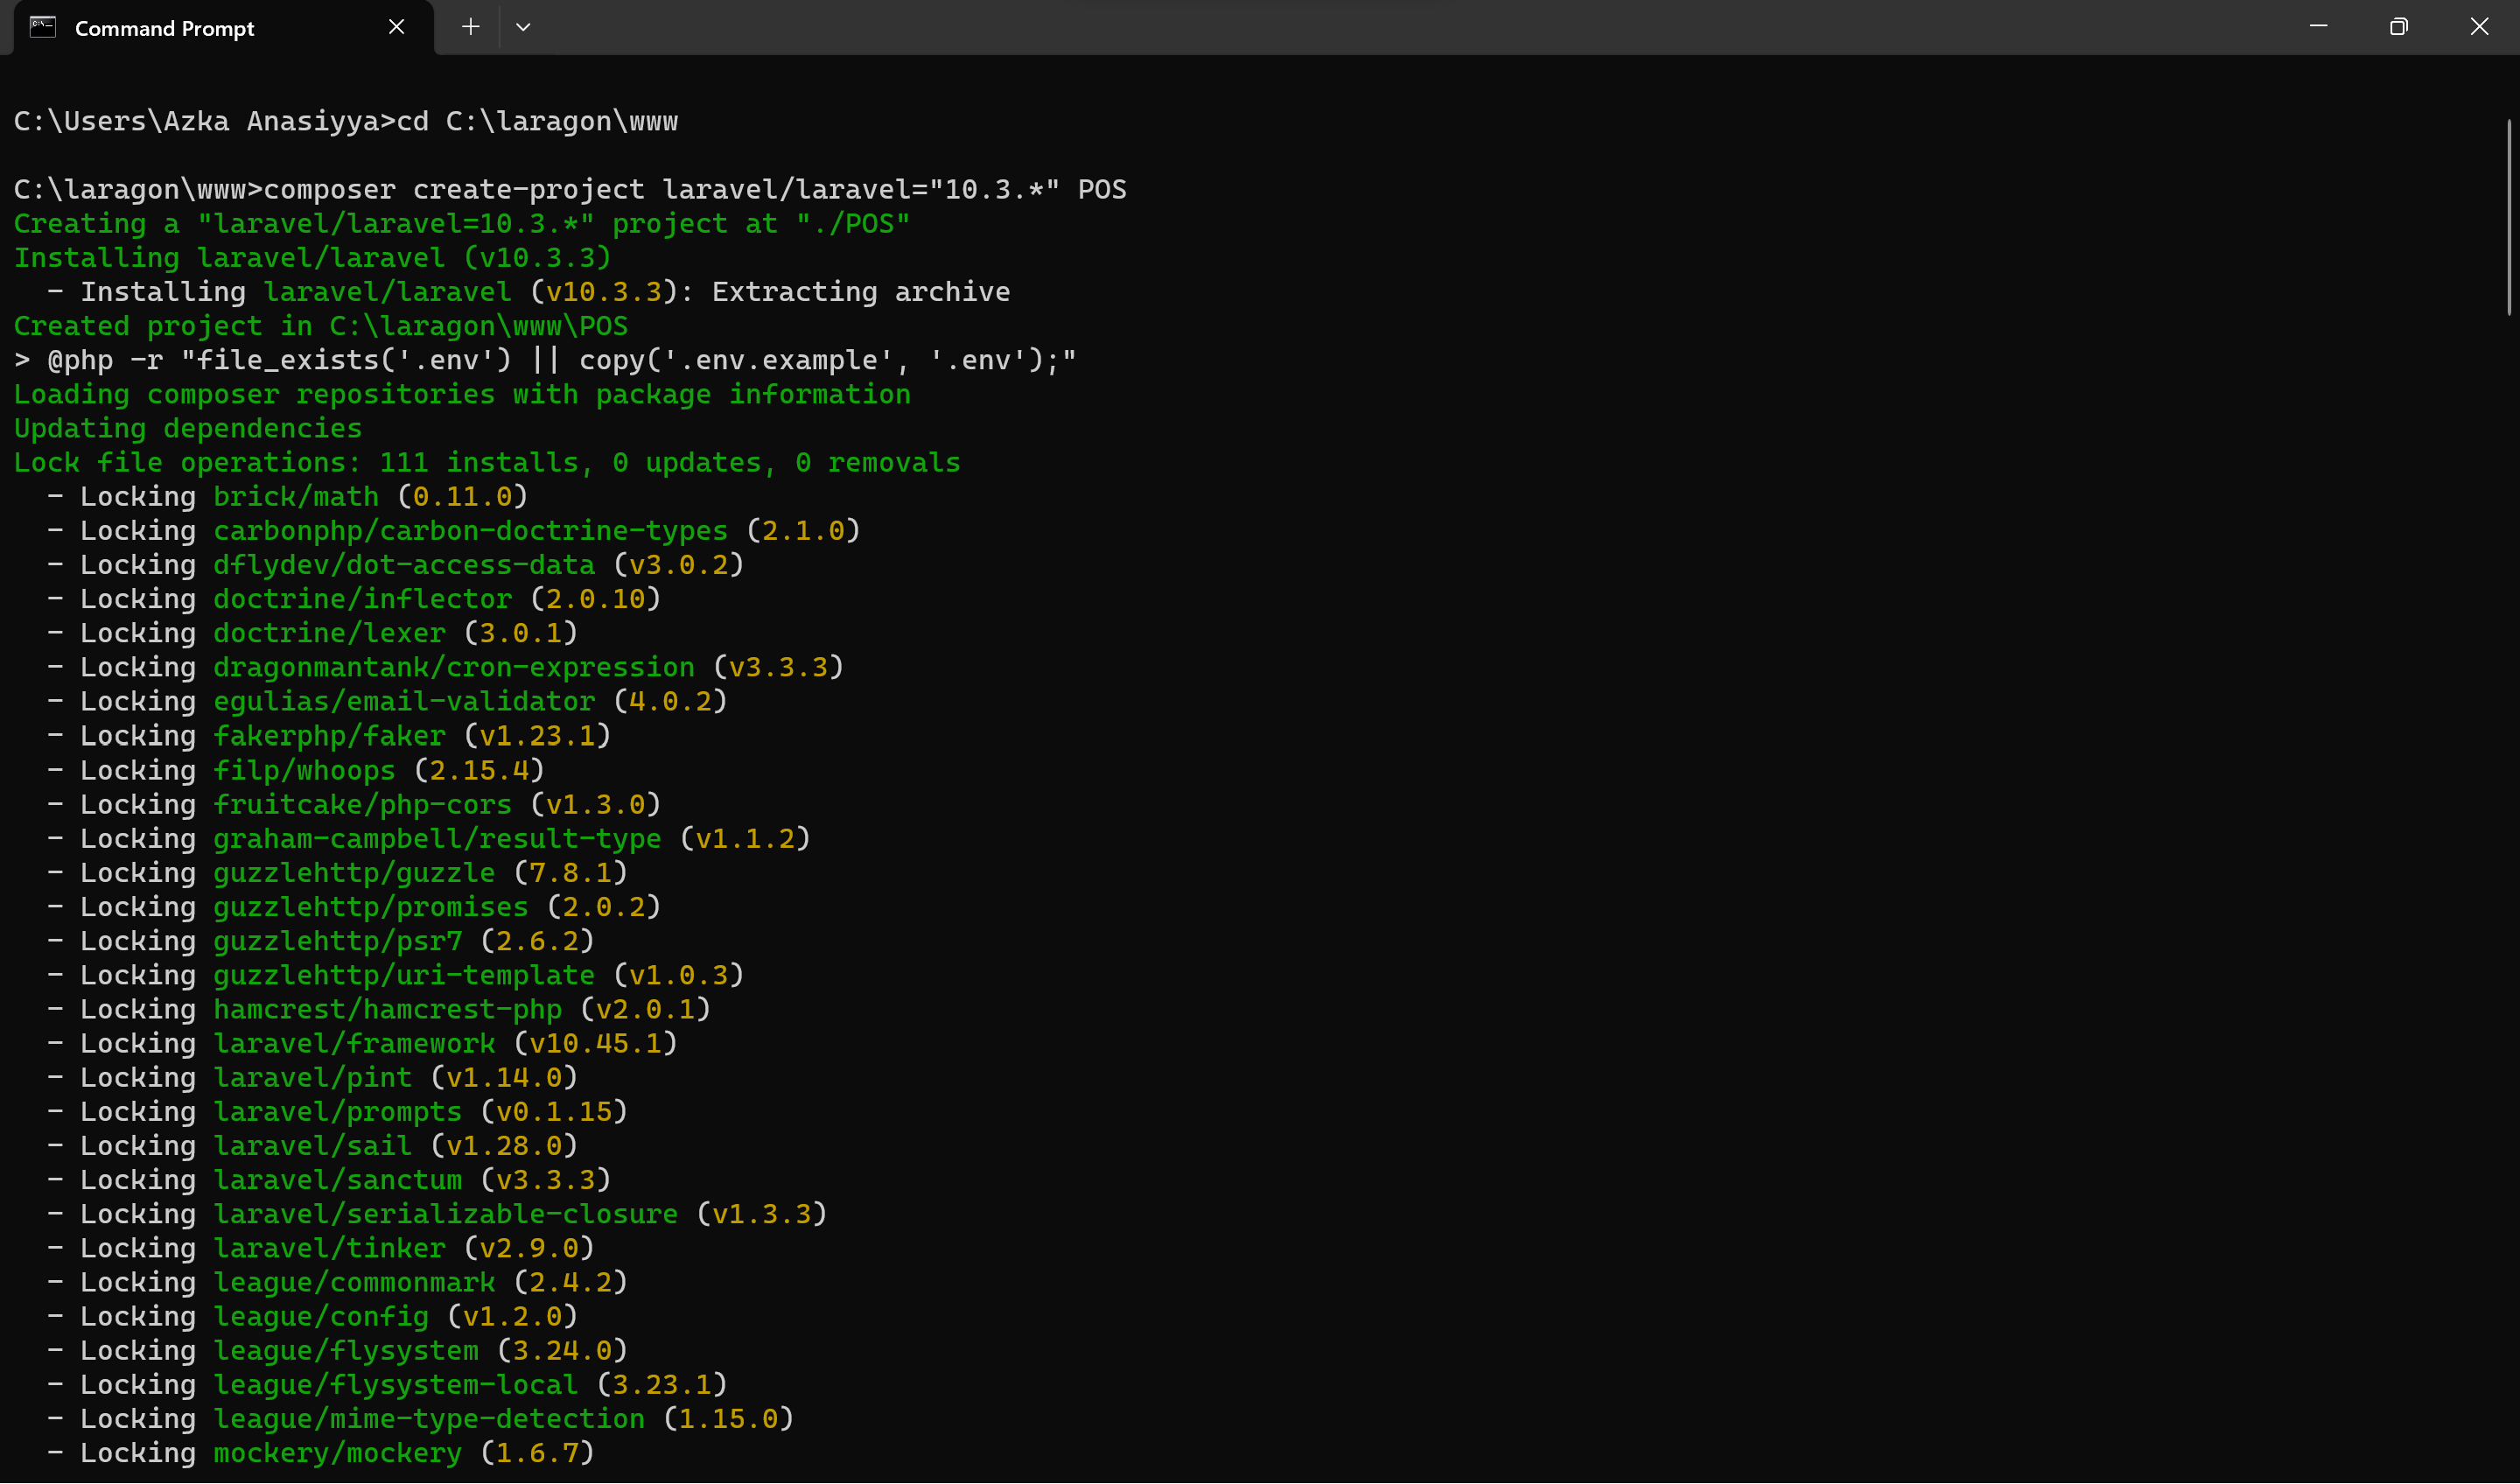 Command Prompt
C:\Users\Azka Anasiyya>cd C:\laragon\www
C:\laragon\www>composer create-project laravel/laravel="10.3.*" POS
Creating a "laravel/laravel=10.3.*" project at "./POS"
Installing laravel/laravel (v10.3.3)
  - Installing laravel/laravel (v10.3.3): Extracting archive
Created project in C:\laragon\www\POS
> @php -r "file_exists('.env') || copy('.env.example', '.env');"
Loading composer repositories with package information
Updating dependencies
Lock file operations: 111 installs, 0 updates, 0 removals
  - Locking brick/math (0.11.0)
  - Locking carbonphp/carbon-doctrine-types (2.1.0)
  - Locking dflydev/dot-access-data (v3.0.2)
  - Locking doctrine/inflector (2.0.10)
  - Locking doctrine/lexer (3.0.1)
  - Locking dragonmantank/cron-expression (v3.3.3)
  - Locking egulias/email-validator (4.0.2)
  - Locking fakerphp/faker (v1.23.1)
  - Locking filp/whoops (2.15.4)
  - Locking fruitcake/php-cors (v1.3.0)
  - Locking graham-campbell/result-type (v1.1.2)
  - Locking guzzlehttp/guzzle (7.8.1)
  - Locking guzzlehttp/promises (2.0.2)
  - Locking guzzlehttp/psr7 (2.6.2)
  - Locking guzzlehttp/uri-template (v1.0.3)
  - Locking hamcrest/hamcrest-php (v2.0.1)
  - Locking laravel/framework (v10.45.1)
  - Locking laravel/pint (v1.14.0)
  - Locking laravel/prompts (v0.1.15)
  - Locking laravel/sail (v1.28.0)
  - Locking laravel/sanctum (v3.3.3)
  - Locking laravel/serializable-closure (v1.3.3)
  - Locking laravel/tinker (v2.9.0)
  - Locking league/commonmark (2.4.2)
  - Locking league/config (v1.2.0)
  - Locking league/flysystem (3.24.0)
  - Locking league/flysystem-local (3.23.1)
  - Locking league/mime-type-detection (1.15.0)
  - Locking mockery/mockery (1.6.7)